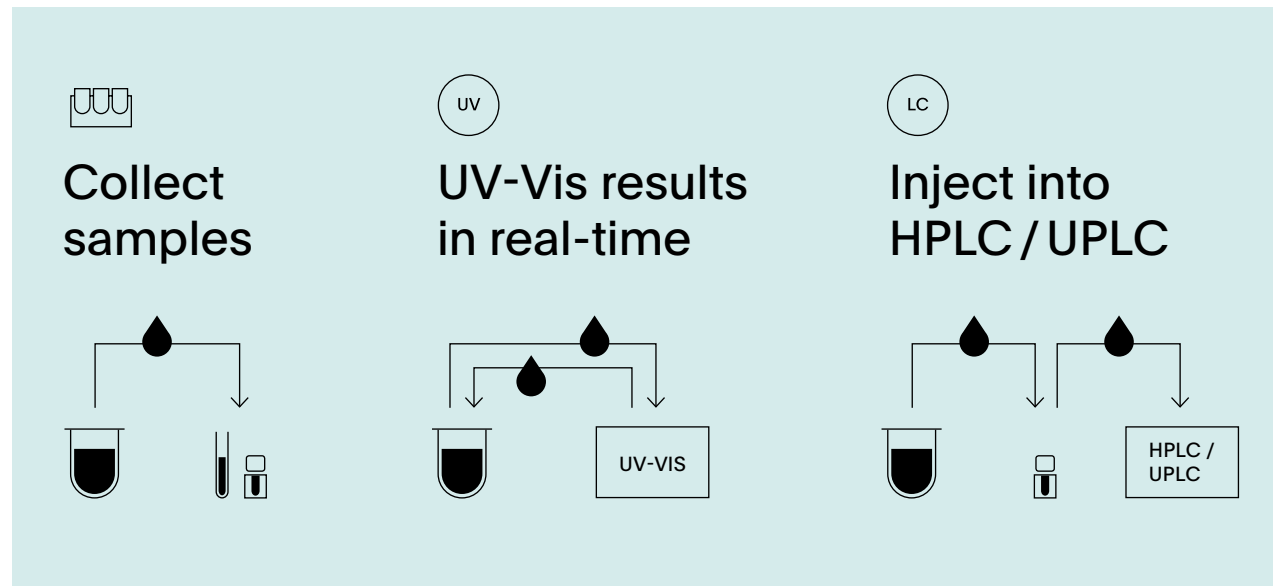 Collect
samples
UV
UV-Vis results
in real-time
UV-VIS
LC
Inject into
HPLC / UPLC
HPLC /
UPLC